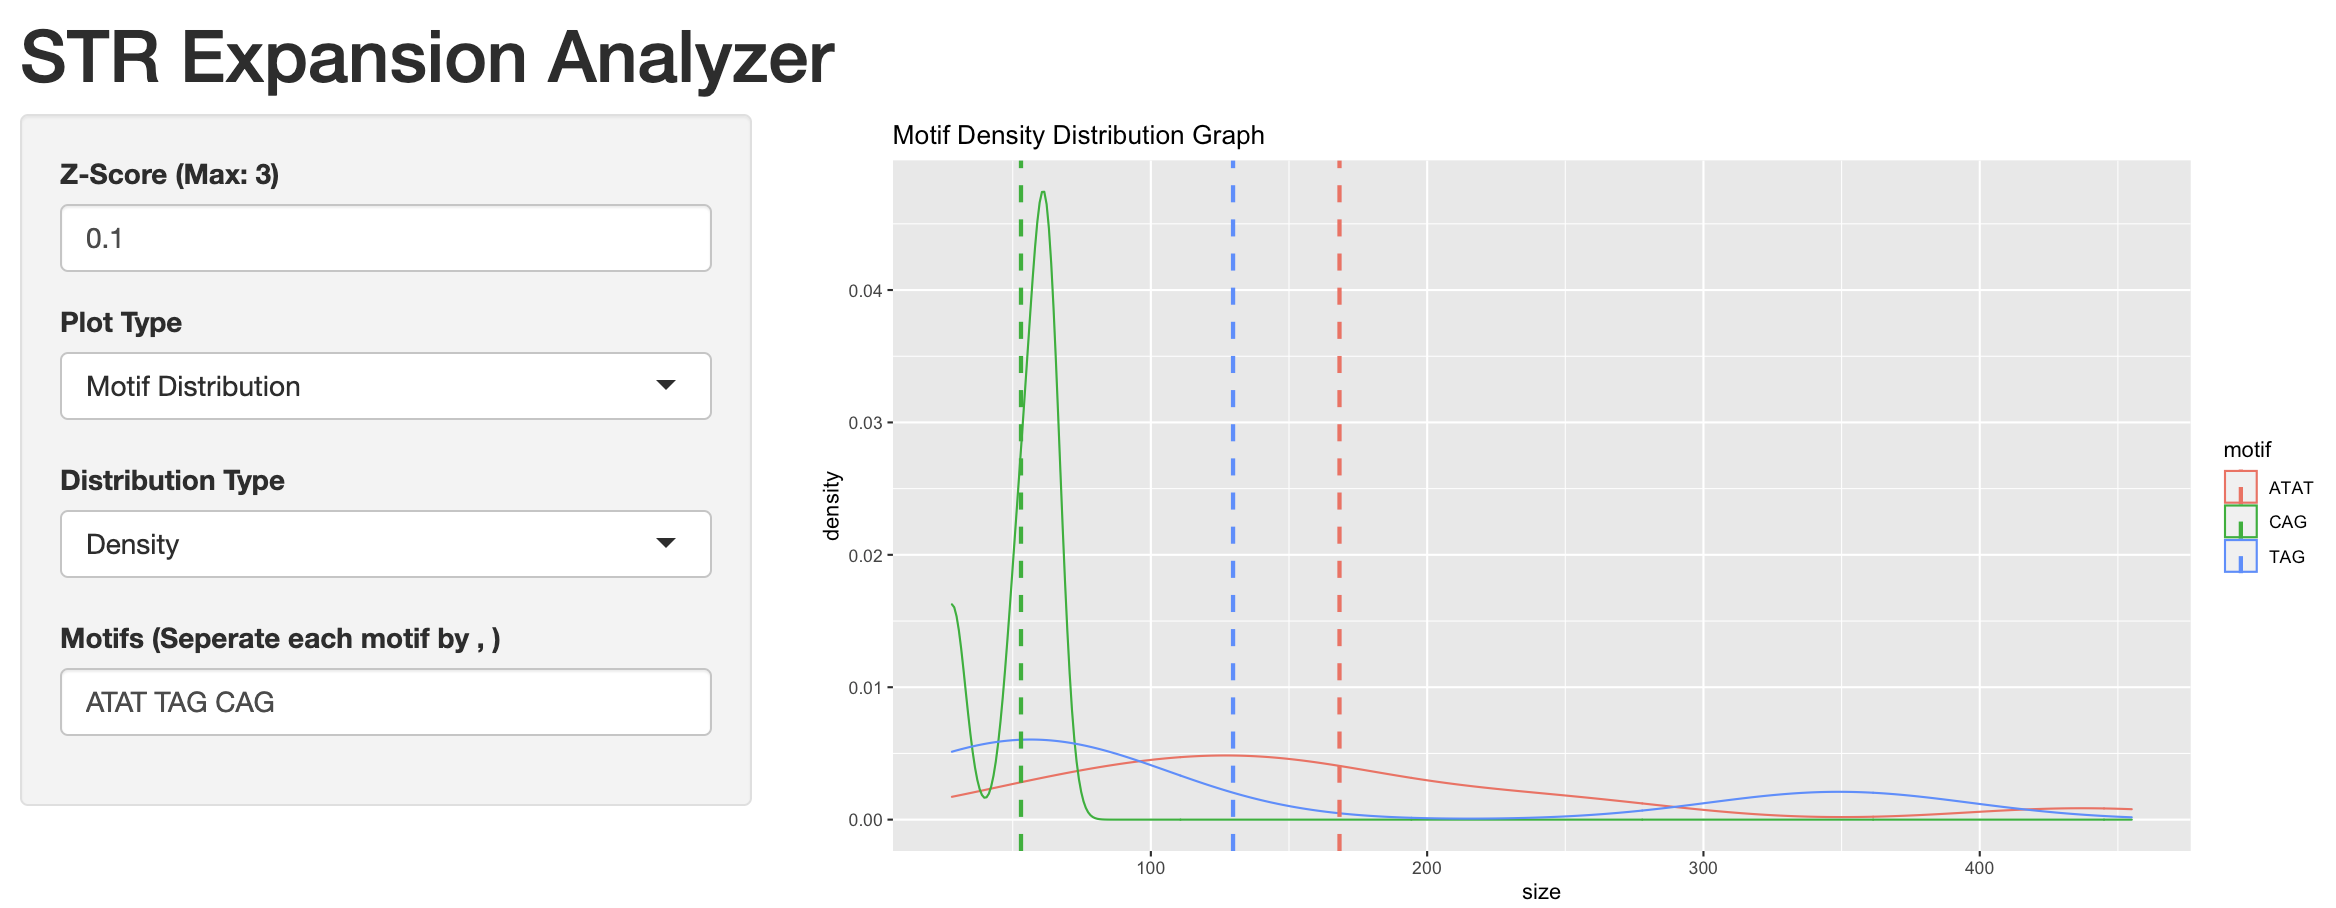 STR Expansion Analyzer
Z-Score (Max: 3)
0.1
Plot Type
Motif Distribution
Distribution Type
Density
Motifs (Seperate each motif by , )
ATAT TAG CAG
Motif Density Distribution Graph
density
0.04
0.03
0.02
0.01
0.00
100 200 300 400
size
motif
ATAT
CAG
TAG